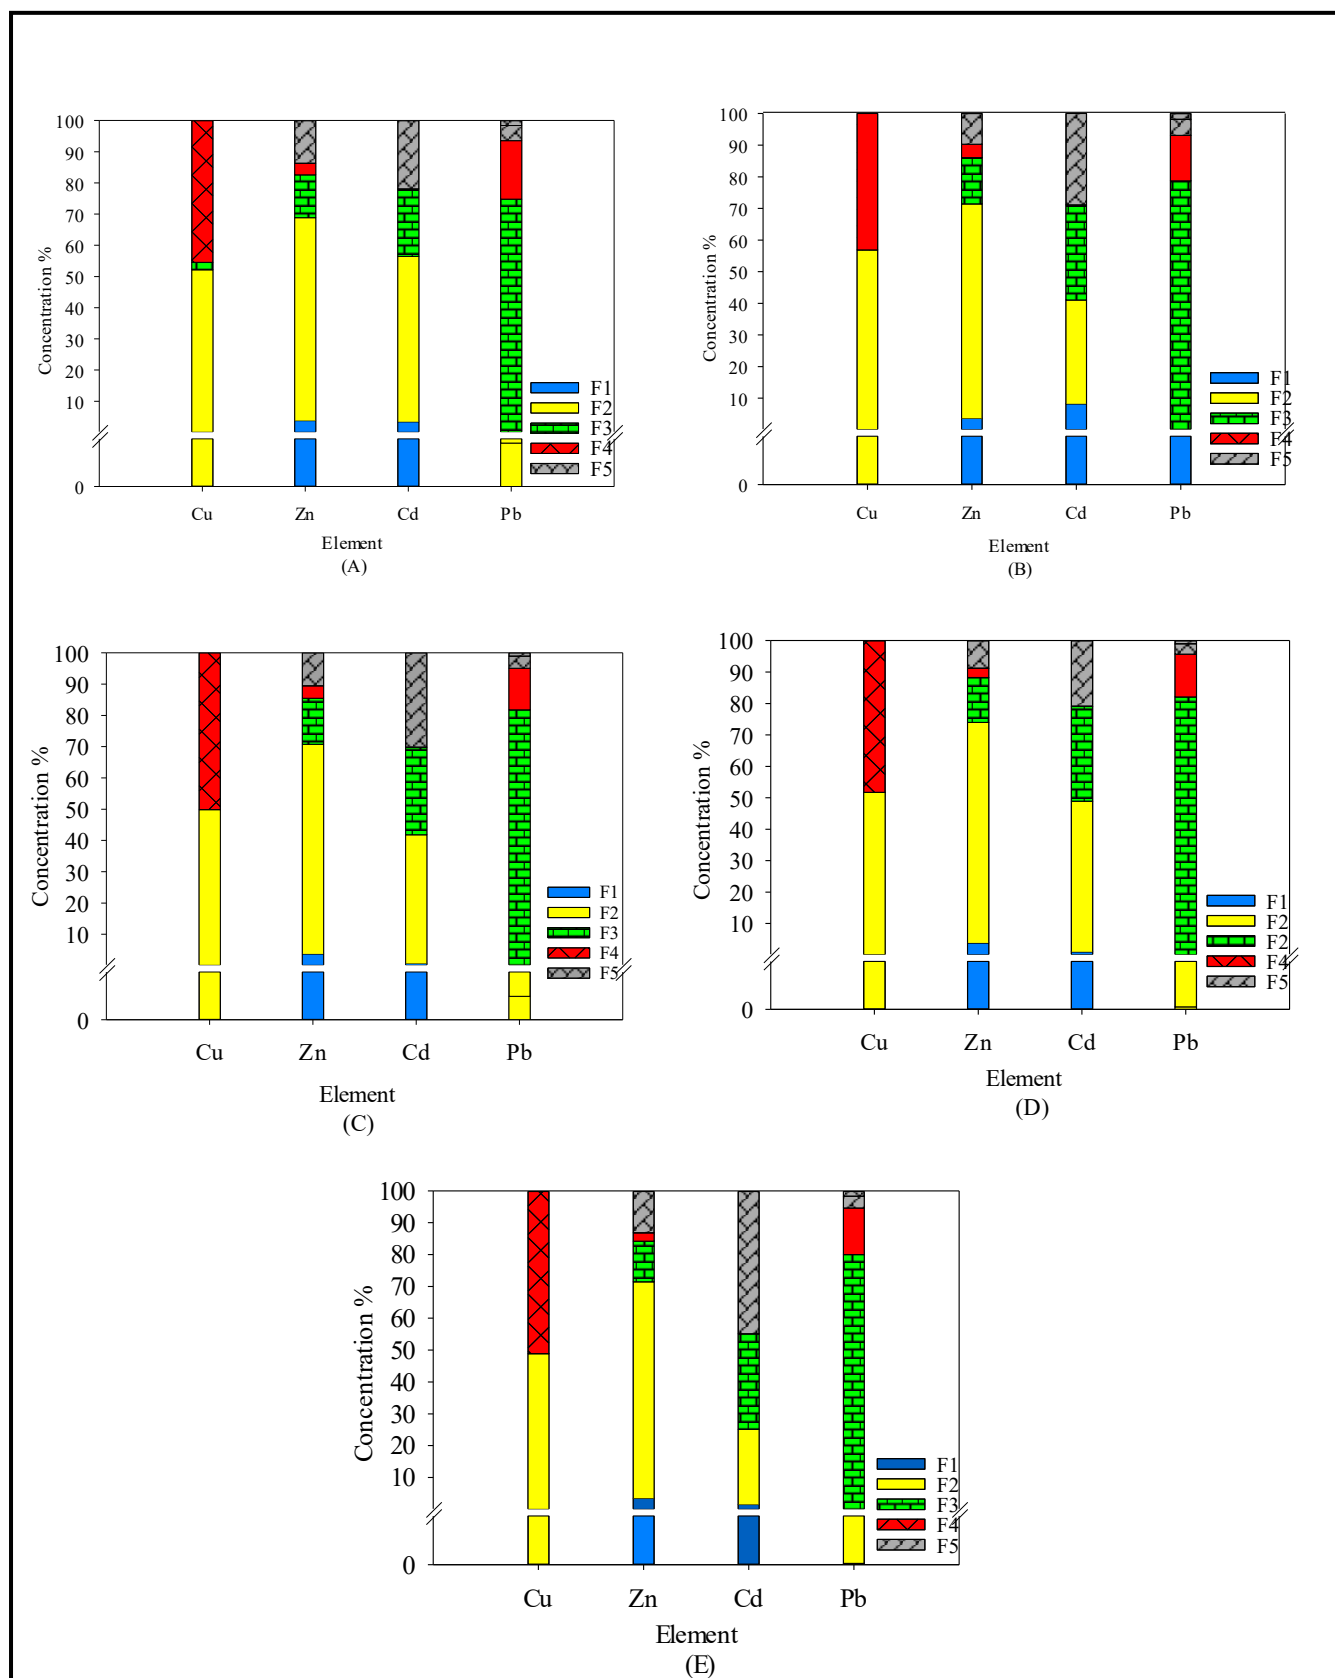 100
90
80
70
60
50
40
30
20
10
0
Concentration %
F1
F2
F3
F4
F5
Cu Zn Cd Pb
Element
(A)
100
90
80
70
60
50
40
30
20
10
0
Concentration %
F1
F2
F3
F4
F5
Cu Zn Cd Pb
Element
(B)
100
90
80
70
60
50
40
30
20
10
0
Concentration %
F1
F2
F3
F4
F5
Cu Zn Cd Pb
Element
(C)
100
90
80
70
60
50
40
30
20
10
0
Concentration %
F1
F2
F2
F4
F5
Cu Zn Cd Pb
Element
(D)
100
90
80
70
60
50
40
30
20
10
0
Concentration %
F1
F2
F3
F4
F5
Cu Zn Cd Pb
Element
(E)